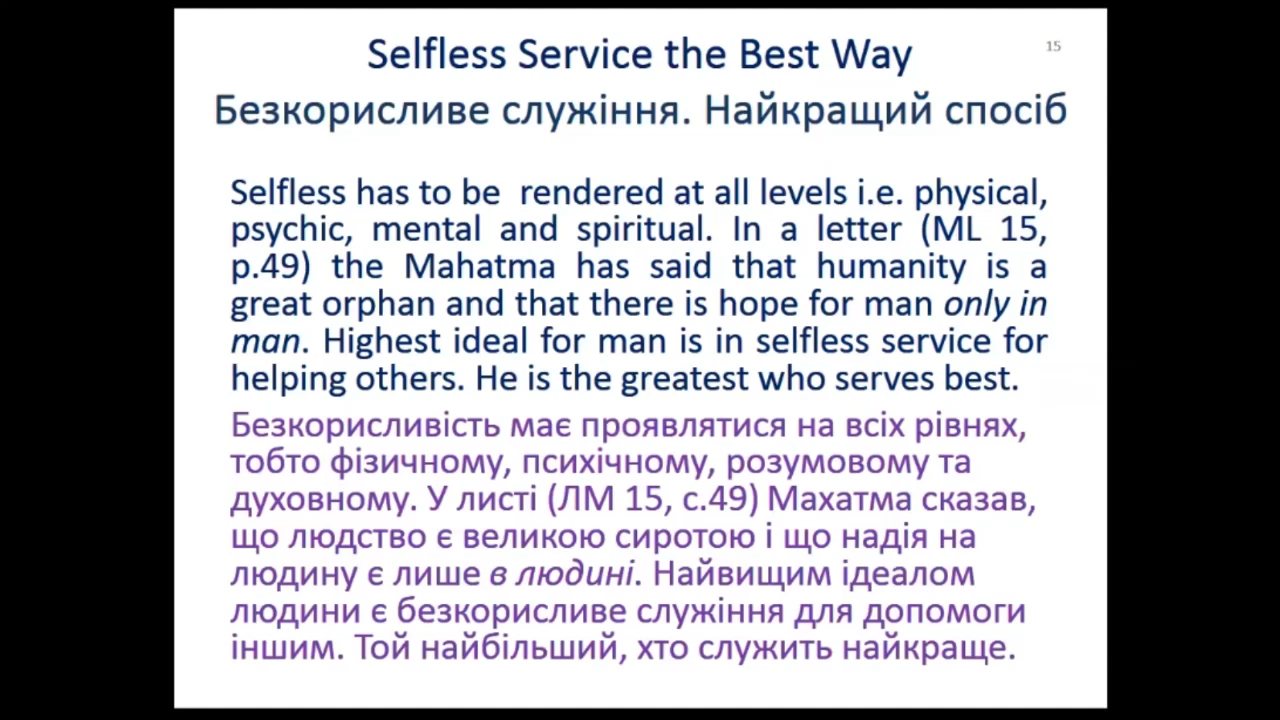 15
Selfless Service the Best Way
Безкорисливе служіння. Найкращий спосіб
Selfless has to be rendered at all levels i.e. physical,
psychic, mental and spiritual. In a letter (ML 15,
p.49) the Mahatma has said that humanity is a
great orphan and that there is hope for man only in
man. Highest ideal for man is in selfless service for
helping others. He is the greatest who serves best.
Безкорисливість має проявлятися на всіх рівнях,
тобто фізичному, психічному, розумовому та
духовному. У листі (ЛМ 15, с.49) Махатма сказав,
що людство є великою сиротою і що надія на
людину є лише в людині. Найвищим ідеалом
людини є безкорисливе служіння для допомоги
іншим. Той найбільший, хто служить найкраще.